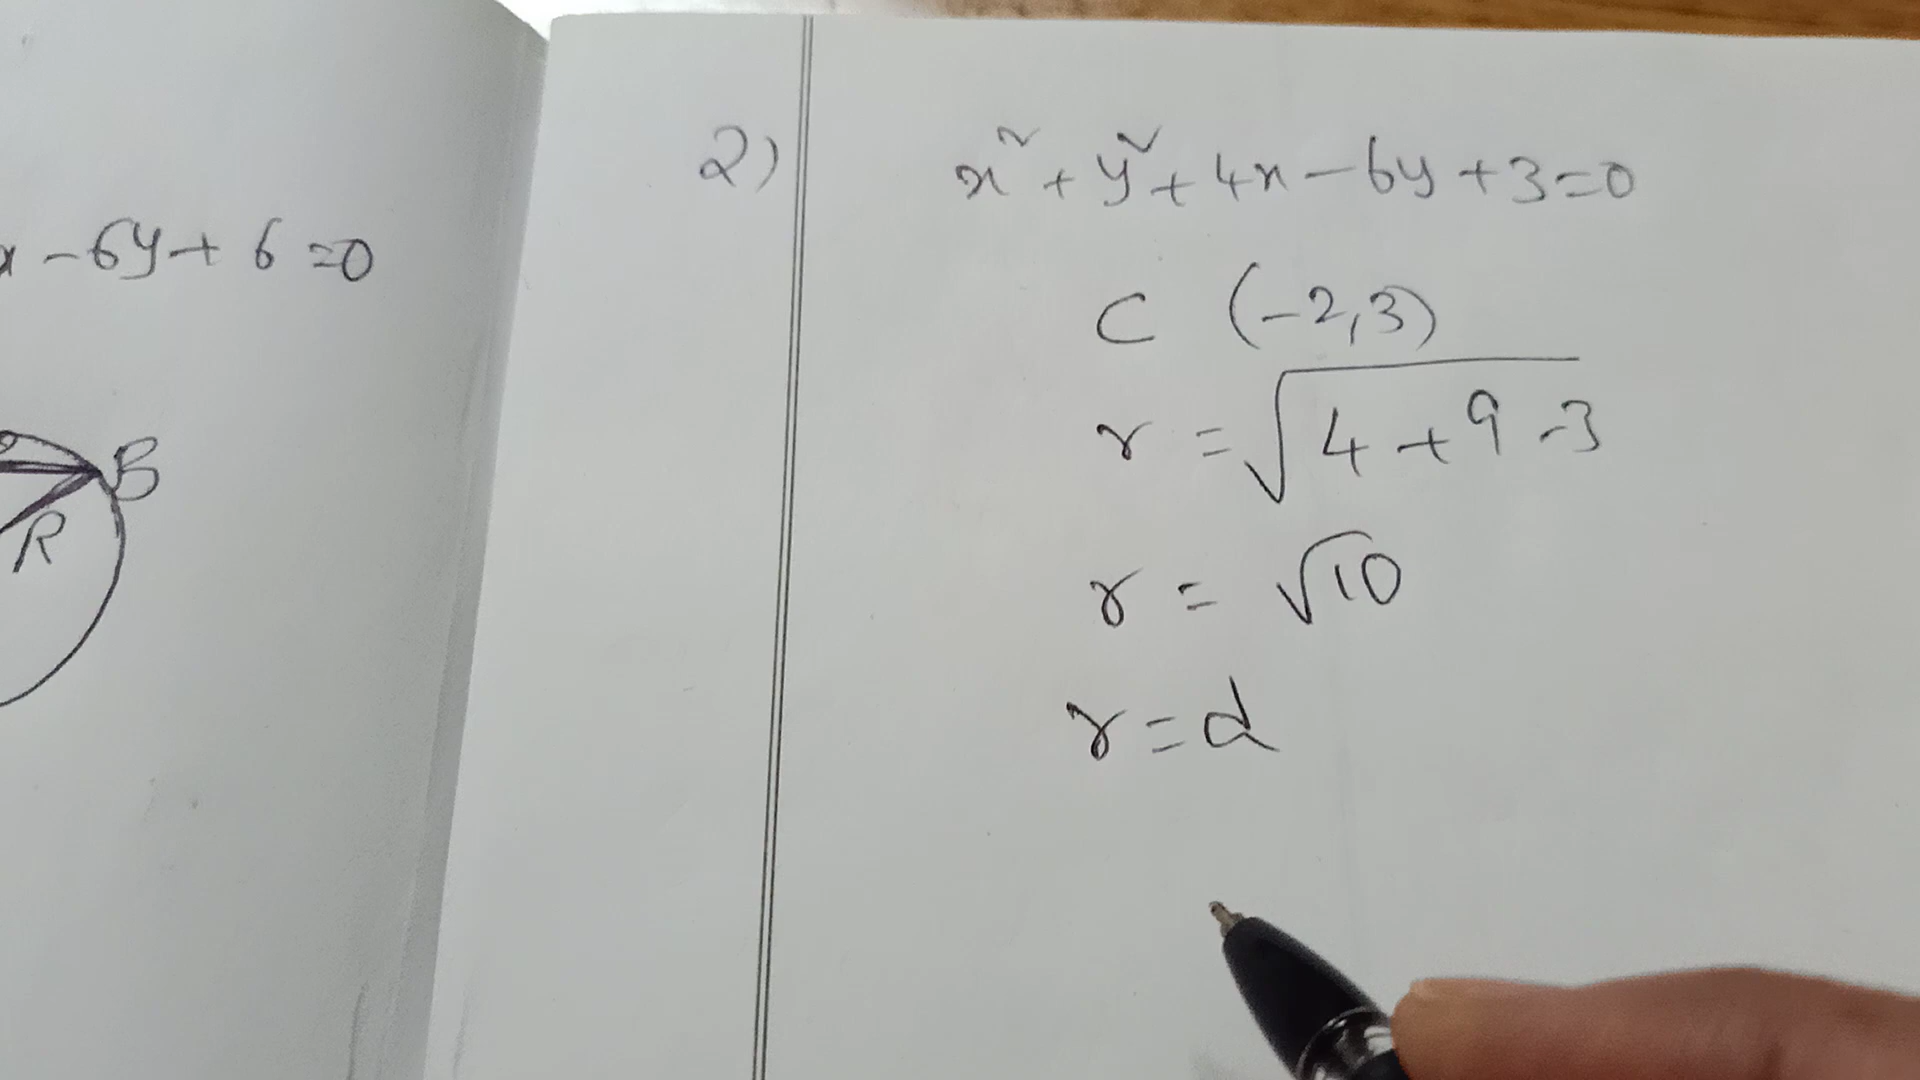 x - 6y + 6 = 0
B
R
2) x² + y² + 4x - 6y + 3 = 0
C (-2,3)
r = √4 + 9 - 3
r = √10
r = d